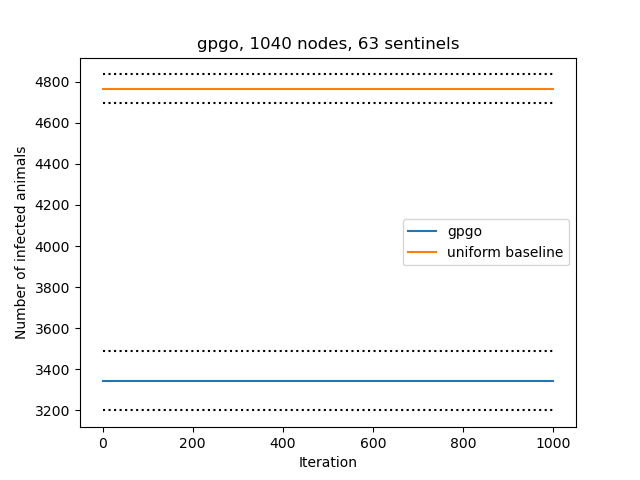 gpgo, 1040 nodes, 63 sentinels
Number of infected animals
4800
4600
4400
4200
4000
3800
3600
3400
3200
gpgo
uniform baseline
0 200 400 600 800 1000
Iteration